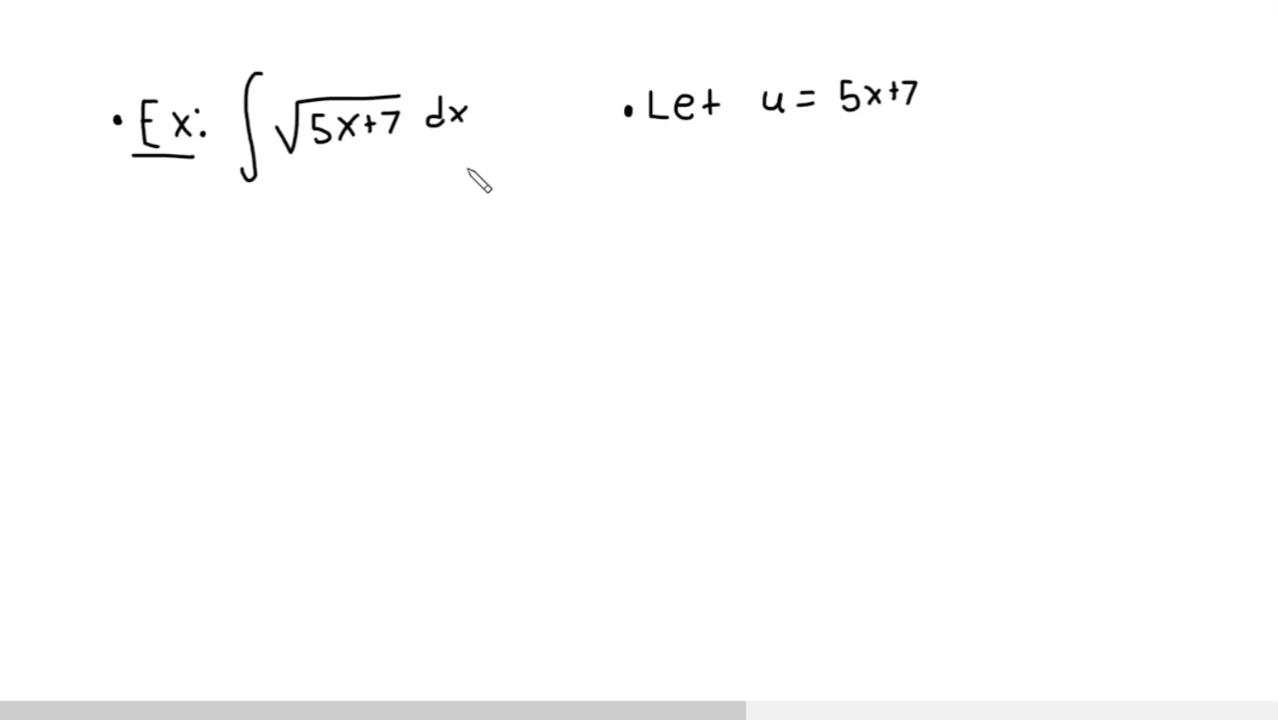 • Ex: ∫ √5x+7 dx
• Let u = 5x+7